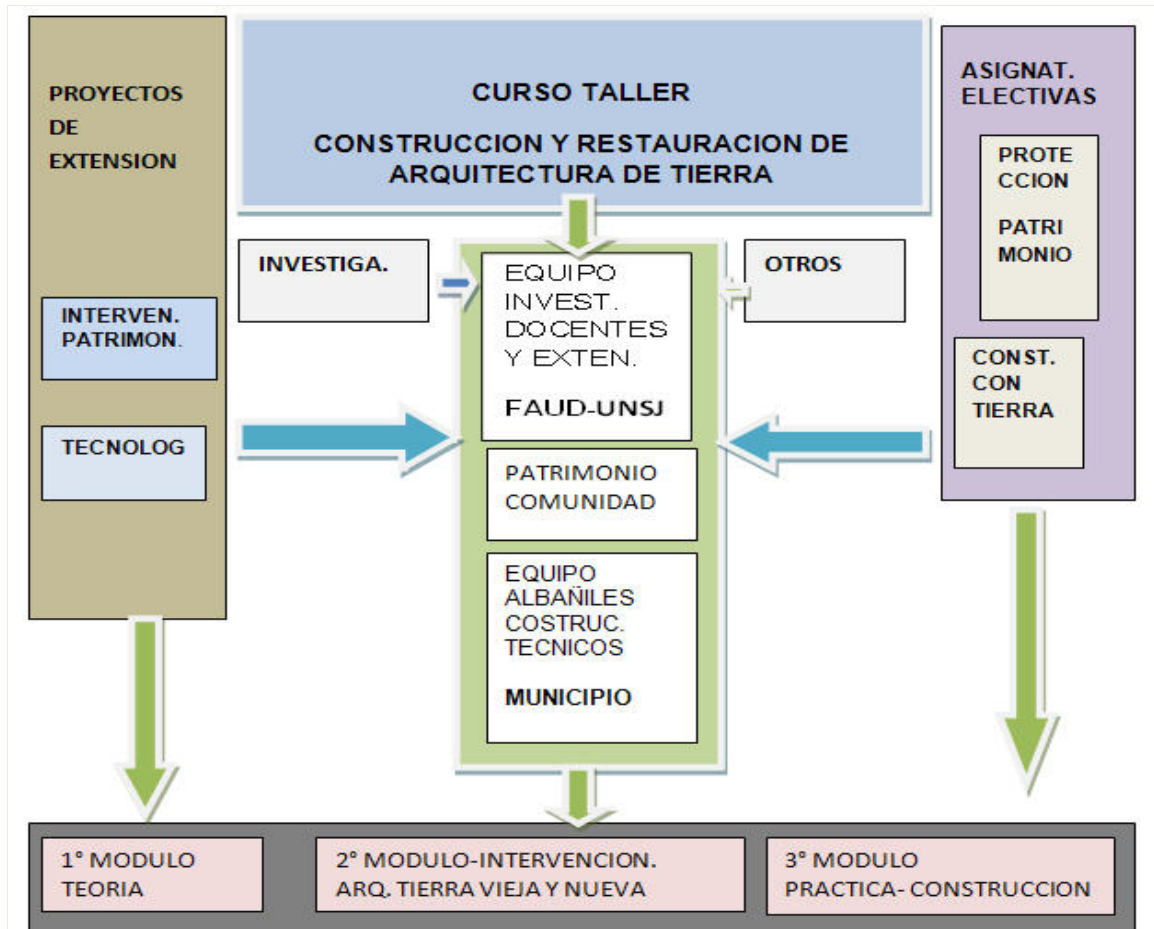 PROYECTOS
DE
EXTENSION
INTERVEN.
PATRIMON.
TECNOLOG
CURSO TALLER
CONSTRUCCION Y RESTAURACION DE
ARQUITECTURA DE TIERRA
INVESTIGA.
EQUIPO
INVEST.
DOCENTES
Y EXTEN.
FAUD-UNSJ
PATRIMONIO
COMUNIDAD
EQUIPO
ALBAÑILES
COSTRUC.
TECNICOS
MUNICIPIO
OTROS
ASIGNAT.
ELECTIVAS
PROTE
CCION
PATRI
MONIO
CONST.
CON
TIERRA
1° MODULO
TEORIA
2° MODULO-INTERVENCION.
ARQ. TIERRA VIEJA Y NUEVA
3° MODULO
PRACTICA- CONSTRUCCION